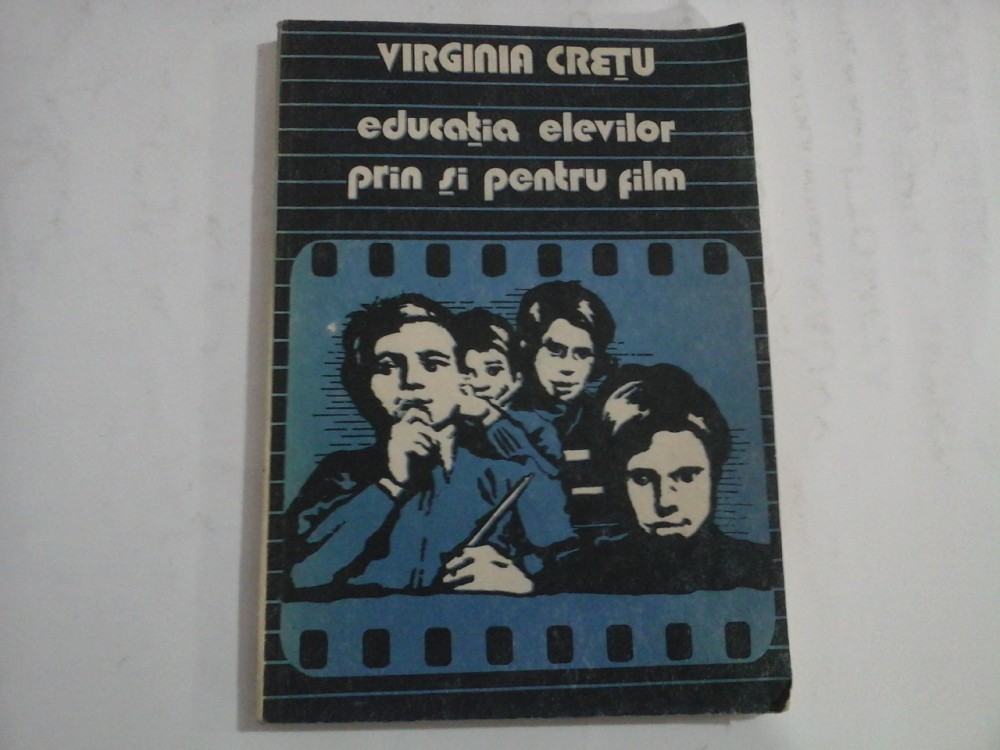 VIRGINIA CREȚU
educația elevilor
prin și pentru film